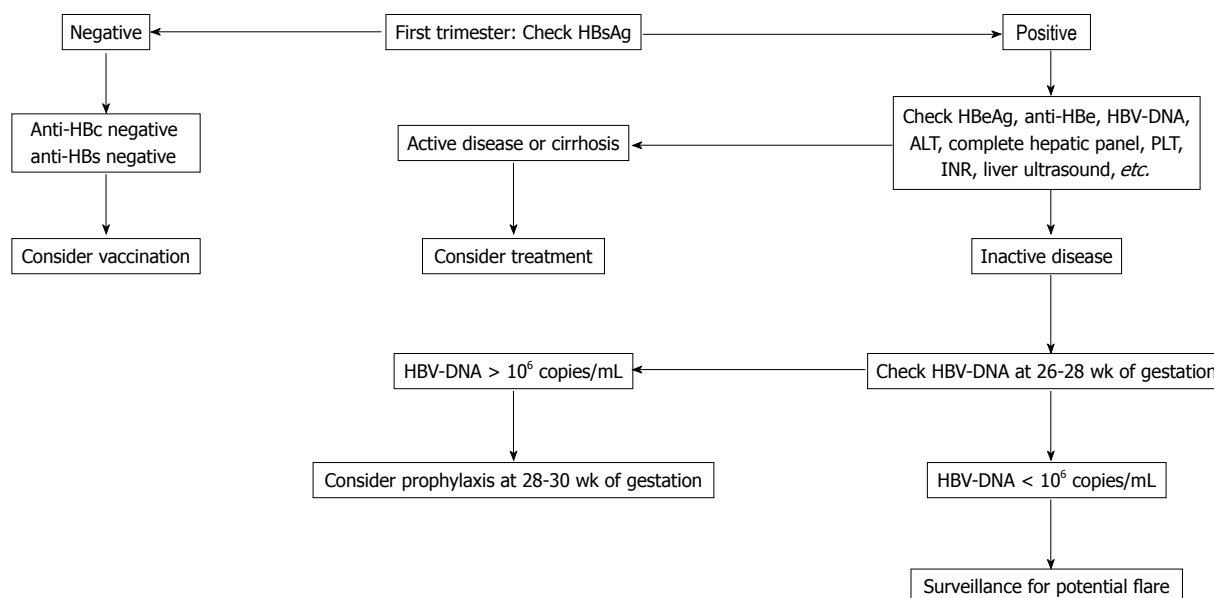 Negative
First trimester: Check HBsAg
Positive
Anti-HBc negative
anti-HBs negative
Active disease or cirrhosis
Check HBeAg, anti-HBe, HBV-DNA,
ALT, complete hepatic panel, PLT,
INR, liver ultrasound, etc.
Consider vaccination
Consider treatment
Inactive disease
HBV-DNA > 10⁶ copies/mL
Check HBV-DNA at 26-28 wk of gestation
Consider prophylaxis at 28-30 wk of gestation
HBV-DNA < 10⁶ copies/mL
Surveillance for potential flare